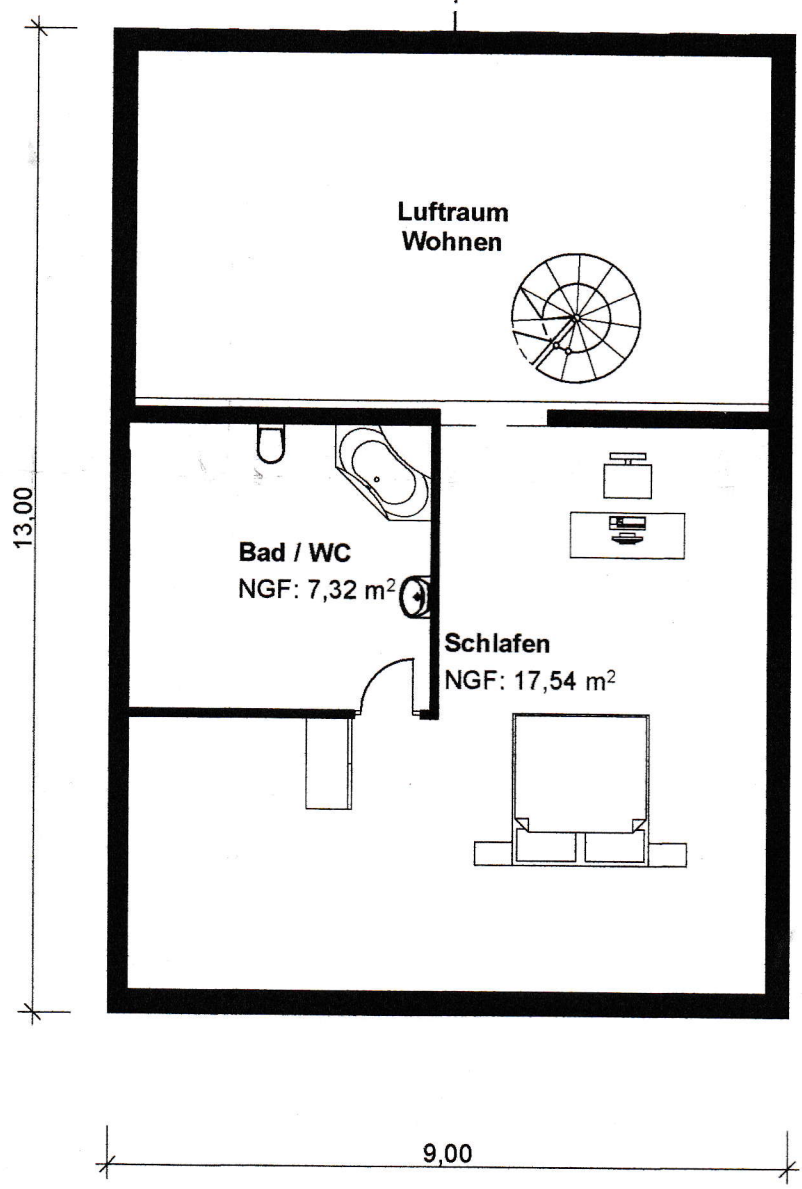 Luftraum
Wohnen
13,00
Bad / WC
NGF: 7,32 m²
Schlafen
NGF: 17,54 m²
9,00